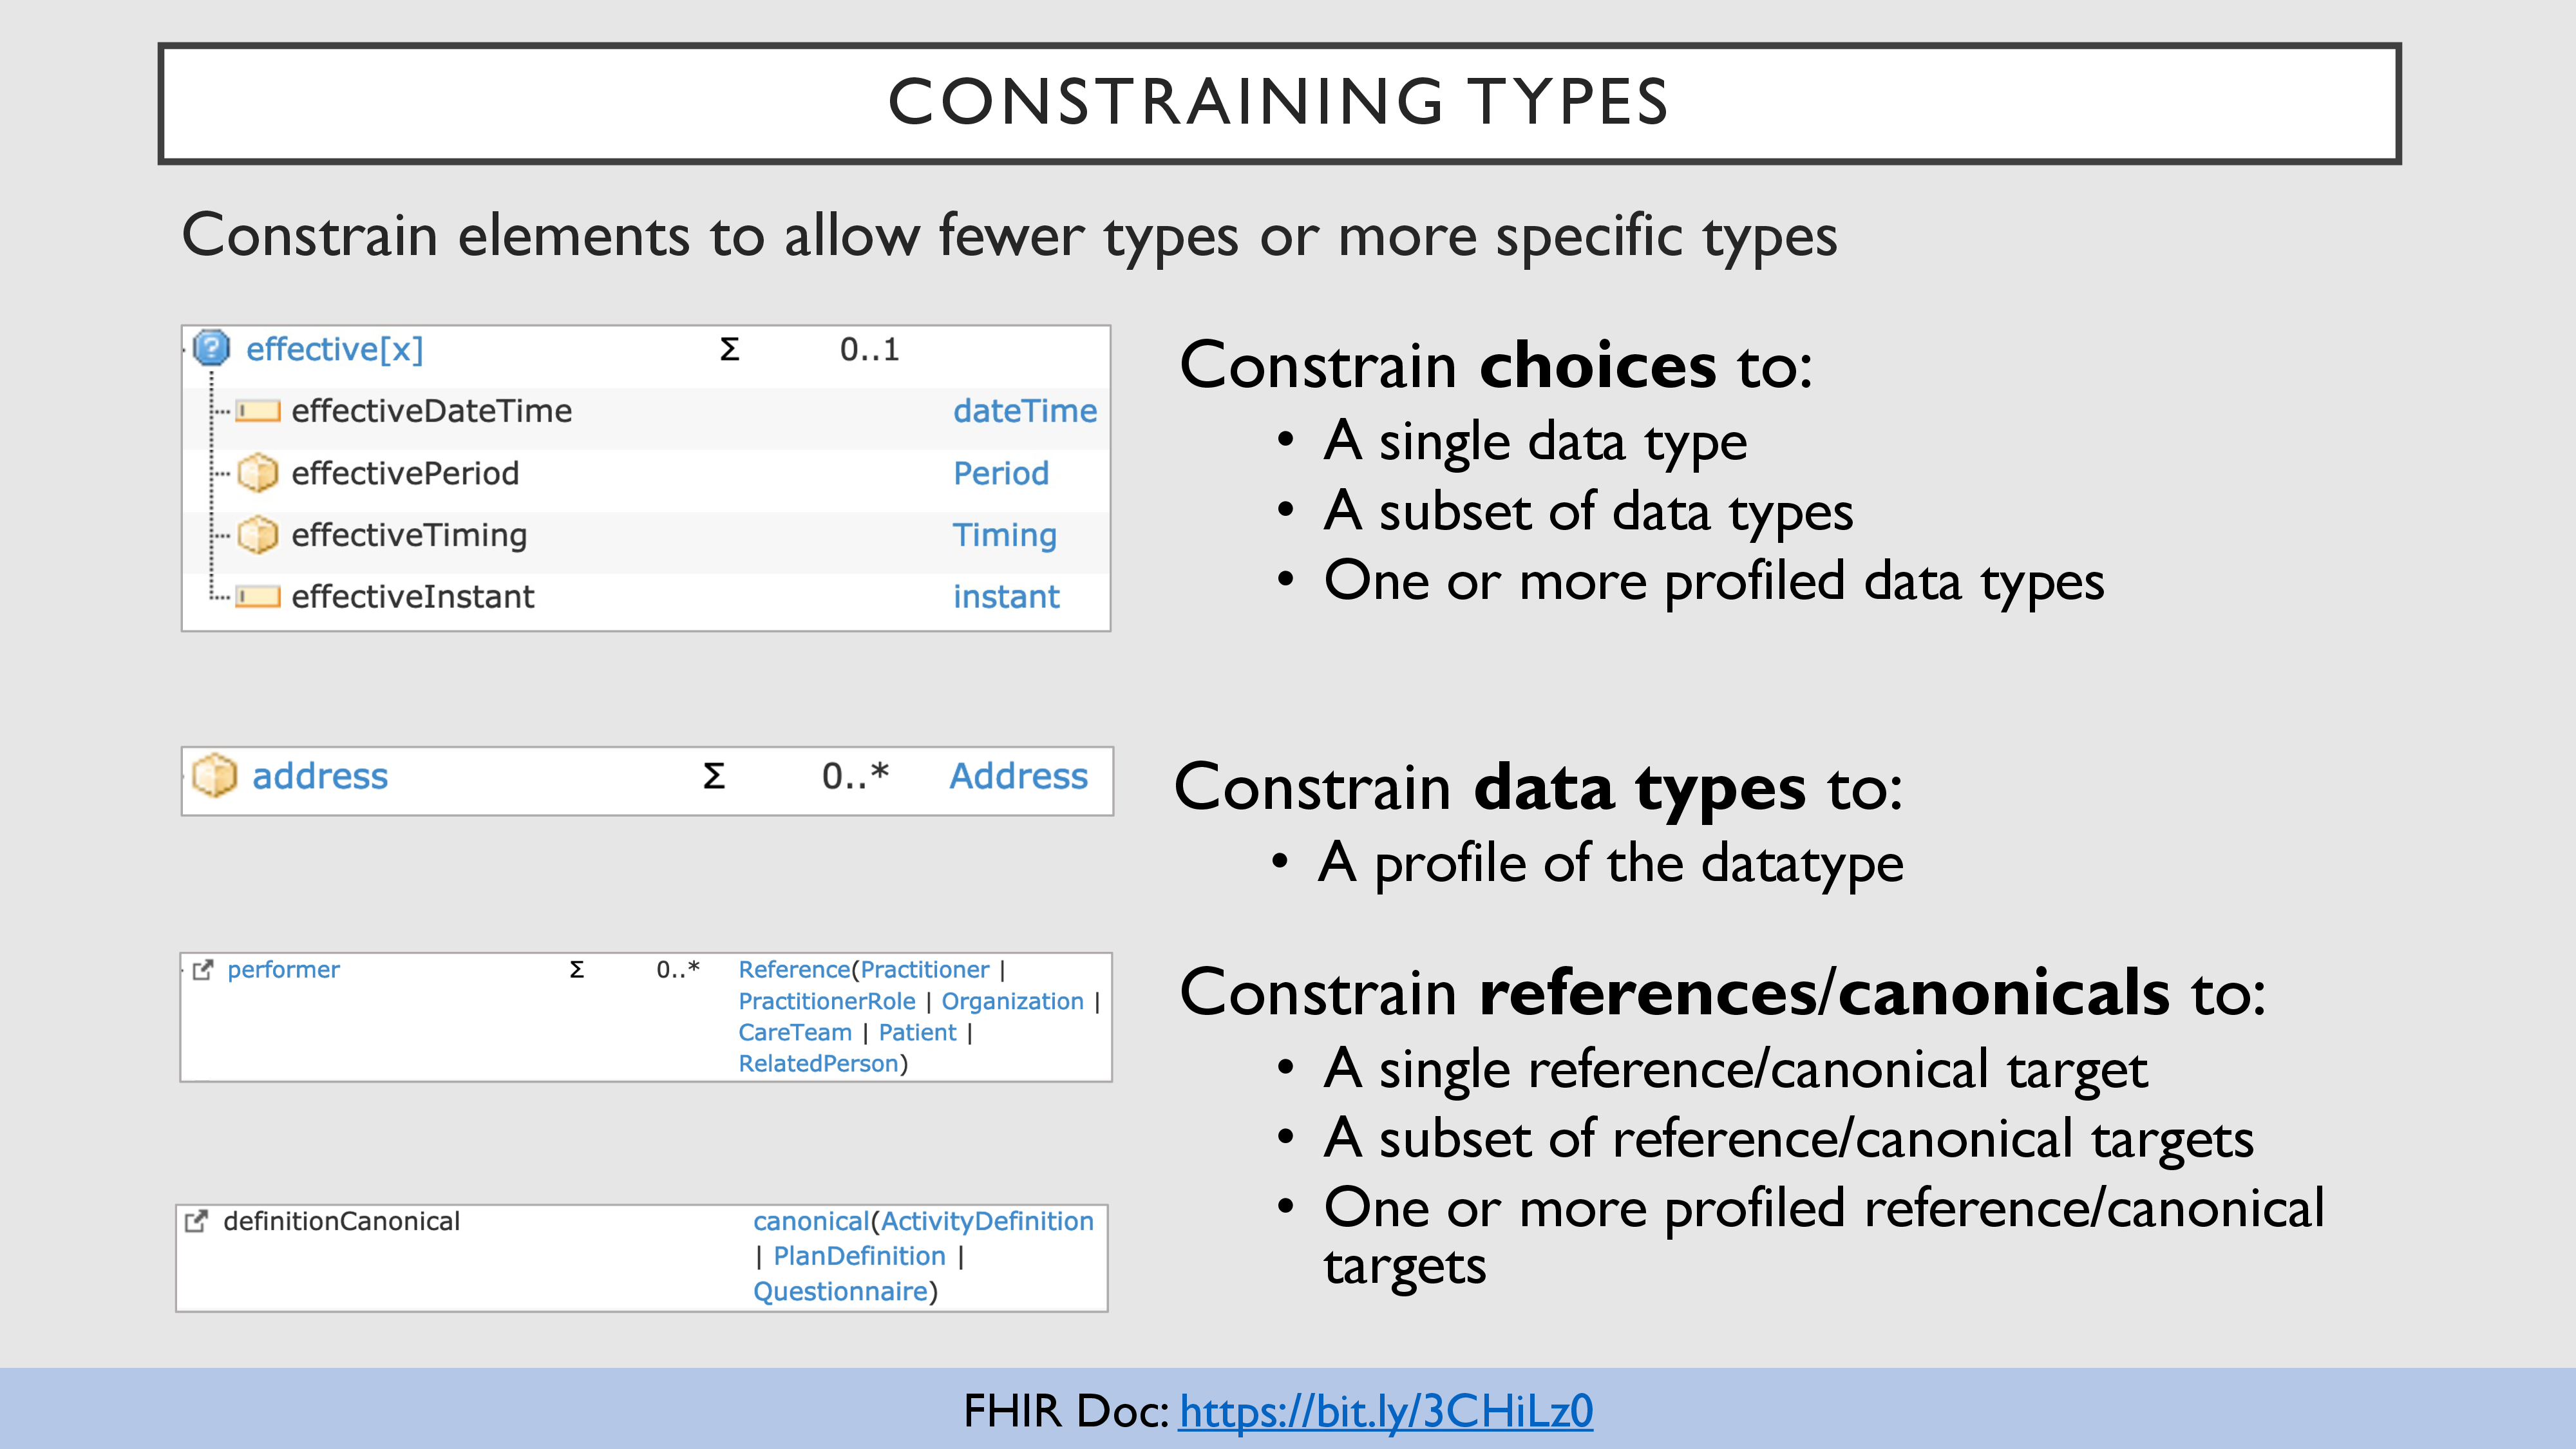 CONSTRAINING TYPES
Constrain elements to allow fewer types or more specific types
effective[x] Σ 0..1
effectiveDateTime dateTime
effectivePeriod Period
effectiveTiming Timing
effectiveInstant instant
Constrain choices to:
• A single data type
• A subset of data types
• One or more profiled data types
address Σ 0..* Address
Constrain data types to:
• A profile of the datatype
performer Σ 0..* Reference(Practitioner |
PractitionerRole | Organization |
CareTeam | Patient |
RelatedPerson)
definitionCanonical canonical(ActivityDefinition
| PlanDefinition |
Questionnaire)
Constrain references/canonicals to:
• A single reference/canonical target
• A subset of reference/canonical targets
• One or more profiled reference/canonical
targets
FHIR Doc: https://bit.ly/3CHiLz0